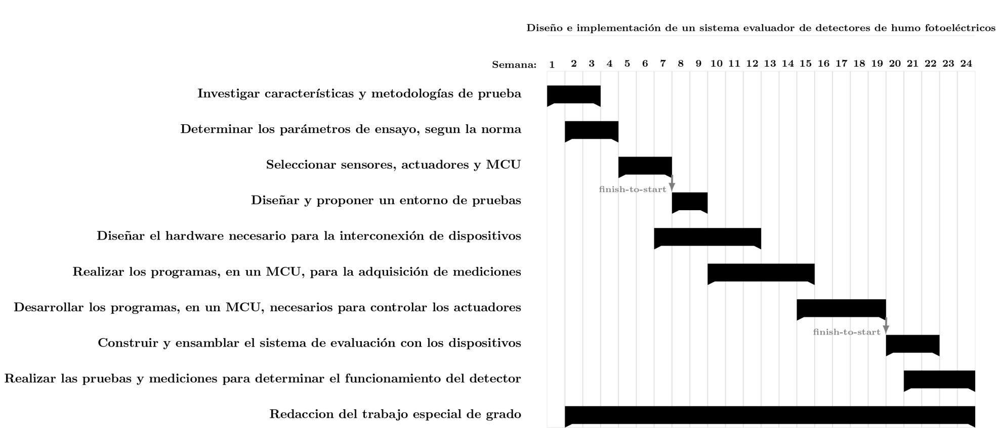 Diseño e implementación de un sistema evaluador de detectores de humo fotoeléctricos
Semana: 1 2 3 4 5 6 7 8 9 10 11 12 13 14 15 16 17 18 19 20 21 22 23 24
Investigar características y metodologías de prueba
Determinar los parámetros de ensayo, segun la norma
Seleccionar sensores, actuadores y MCU
finish-to-start
Diseñar y proponer un entorno de pruebas
Diseñar el hardware necesario para la interconexión de dispositivos
Realizar los programas, en un MCU, para la adquisición de mediciones
Desarrollar los programas, en un MCU, necesarios para controlar los actuadores
finish-to-start
Construir y ensamblar el sistema de evaluación con los dispositivos
Realizar las pruebas y mediciones para determinar el funcionamiento del detector
Redaccion del trabajo especial de grado